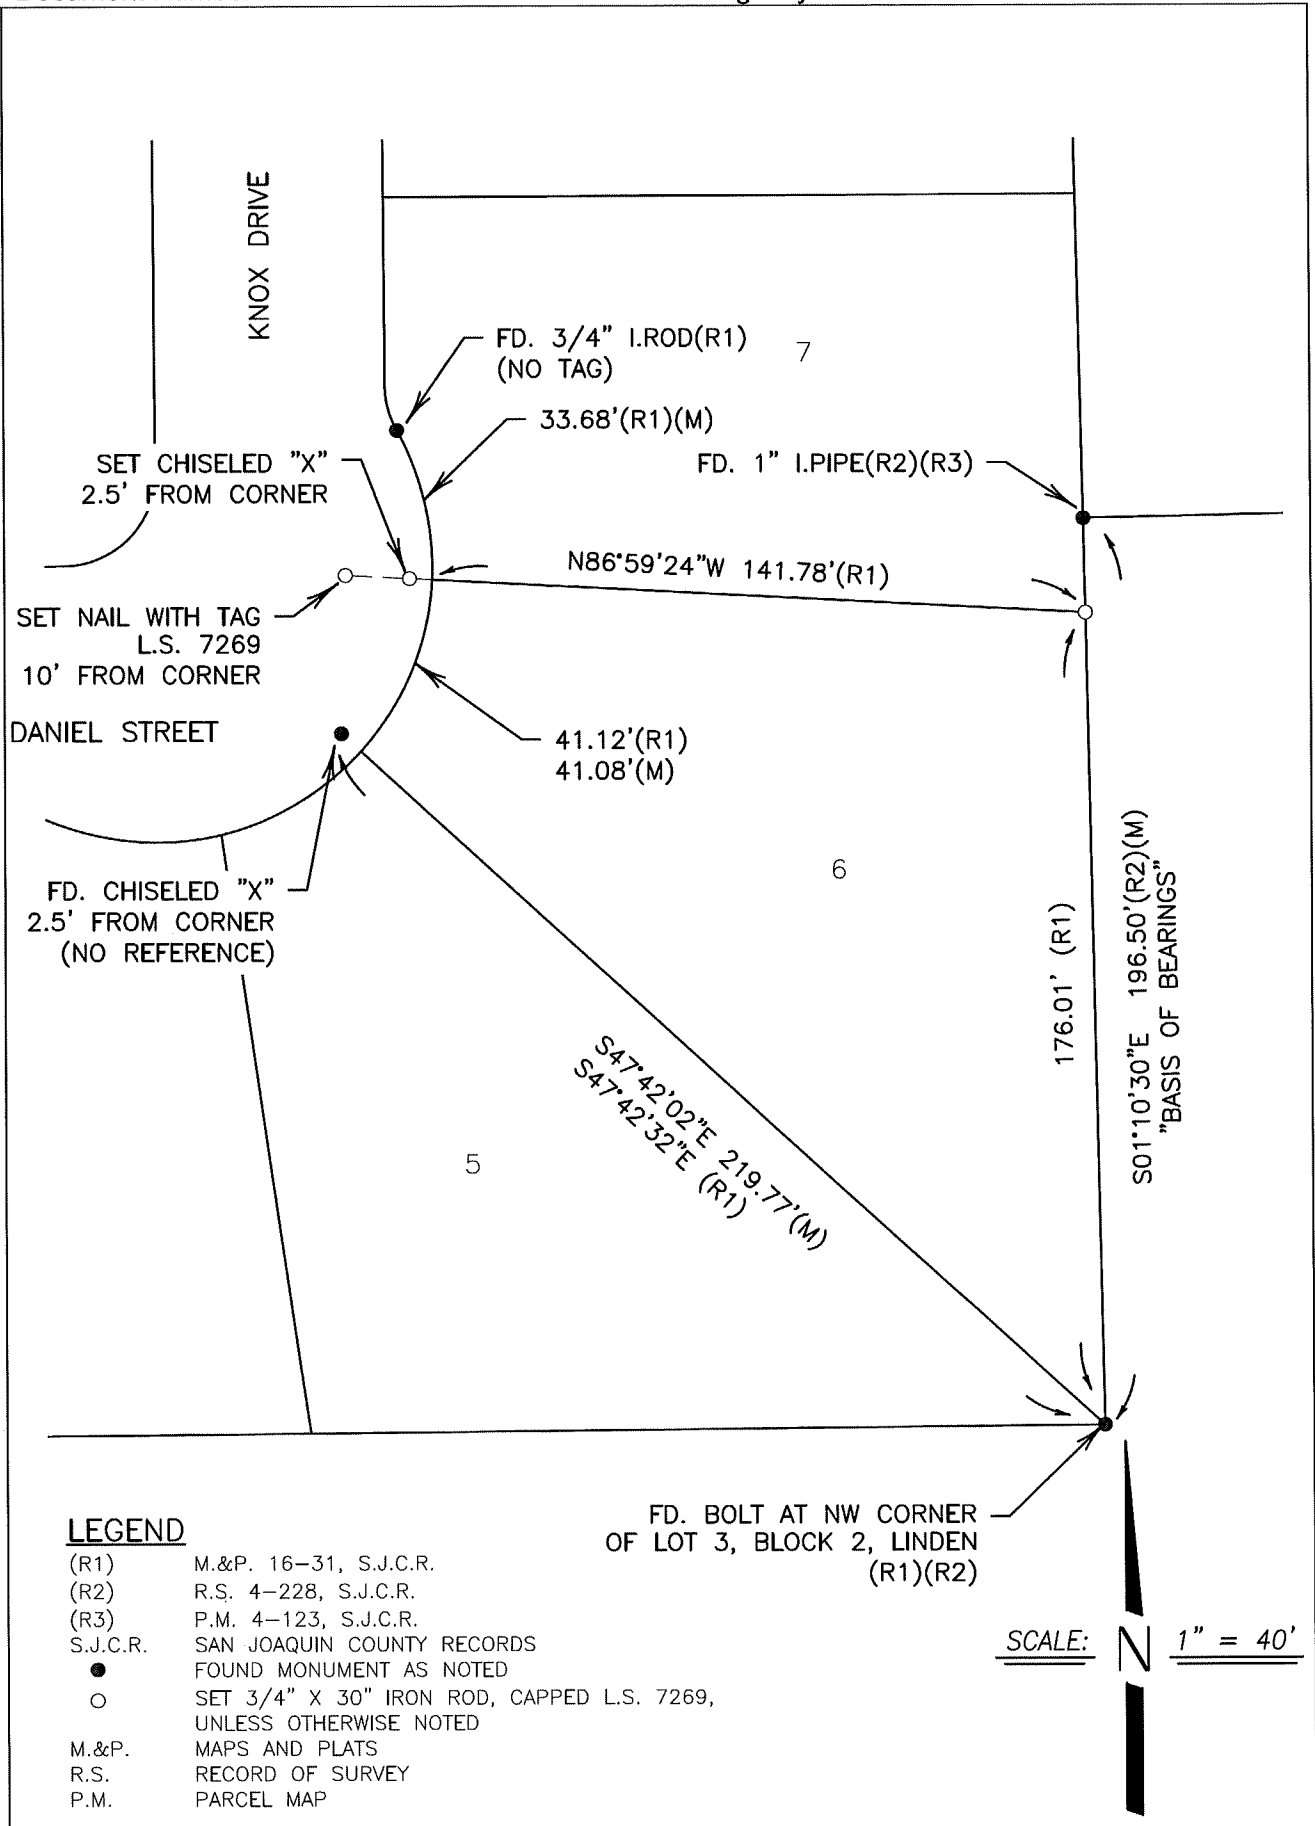 KNOX DRIVE
FD. 3/4" I.ROD(R1)
(NO TAG)
7
33.68'(R1)(M)
SET CHISELED "X"
2.5' FROM CORNER
FD. 1" I.PIPE(R2)(R3)
N86°59'24"W 141.78'(R1)
SET NAIL WITH TAG
L.S. 7269
10' FROM CORNER
DANIEL STREET
41.12'(R1)
41.08'(M)
6
FD. CHISELED "X"
2.5' FROM CORNER
(NO REFERENCE)
176.01' (R1)
S01°10'30"E 196.50'(R2)(M)
"BASIS OF BEARINGS"
S47°42'02"E 219.77'(M)
S47°42'32"E (R1)
5
FD. BOLT AT NW CORNER
OF LOT 3, BLOCK 2, LINDEN
(R1)(R2)
LEGEND
(R1) M.&P. 16-31, S.J.C.R.
(R2) R.S. 4-228, S.J.C.R.
(R3) P.M. 4-123, S.J.C.R.
S.J.C.R. SAN JOAQUIN COUNTY RECORDS
● FOUND MONUMENT AS NOTED
○ SET 3/4" X 30" IRON ROD, CAPPED L.S. 7269,
UNLESS OTHERWISE NOTED
M.&P. MAPS AND PLATS
R.S. RECORD OF SURVEY
P.M. PARCEL MAP
SCALE: N 1" = 40'